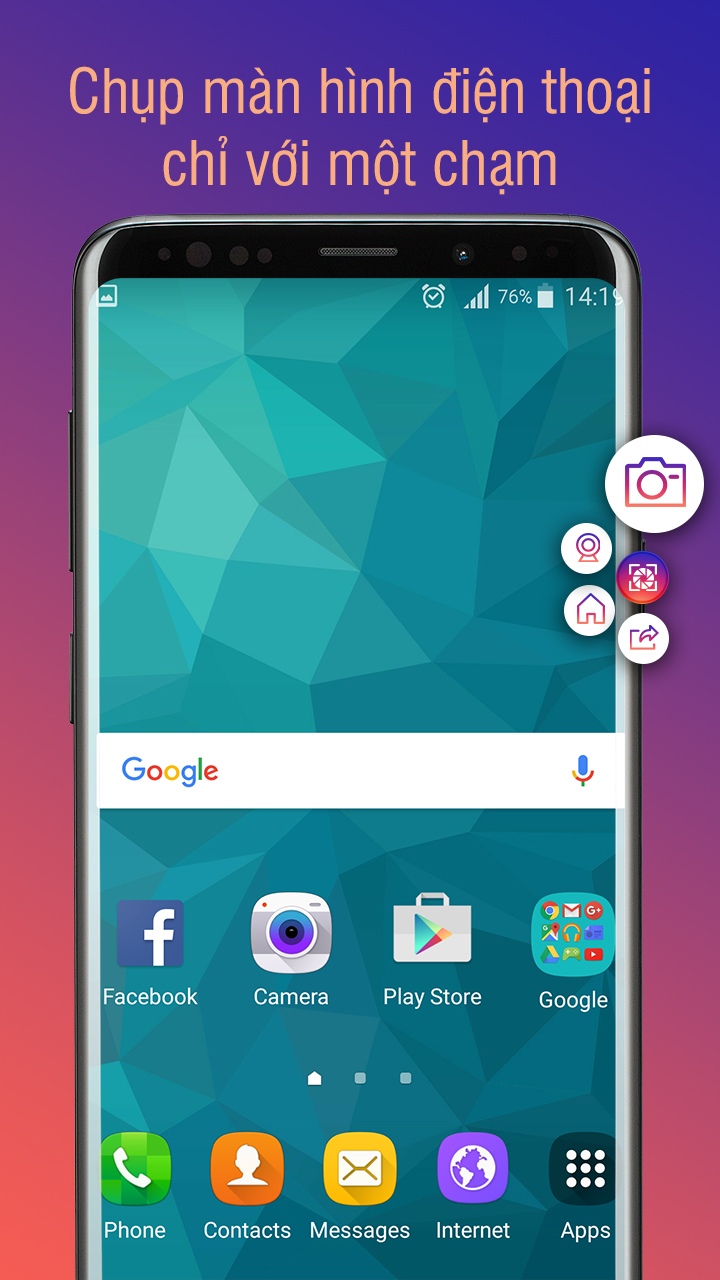 Chụp màn hình điện thoại
chỉ với một chạm
76% 14:19
Google
Facebook Camera Play Store Google
Phone Contacts Messages Internet Apps